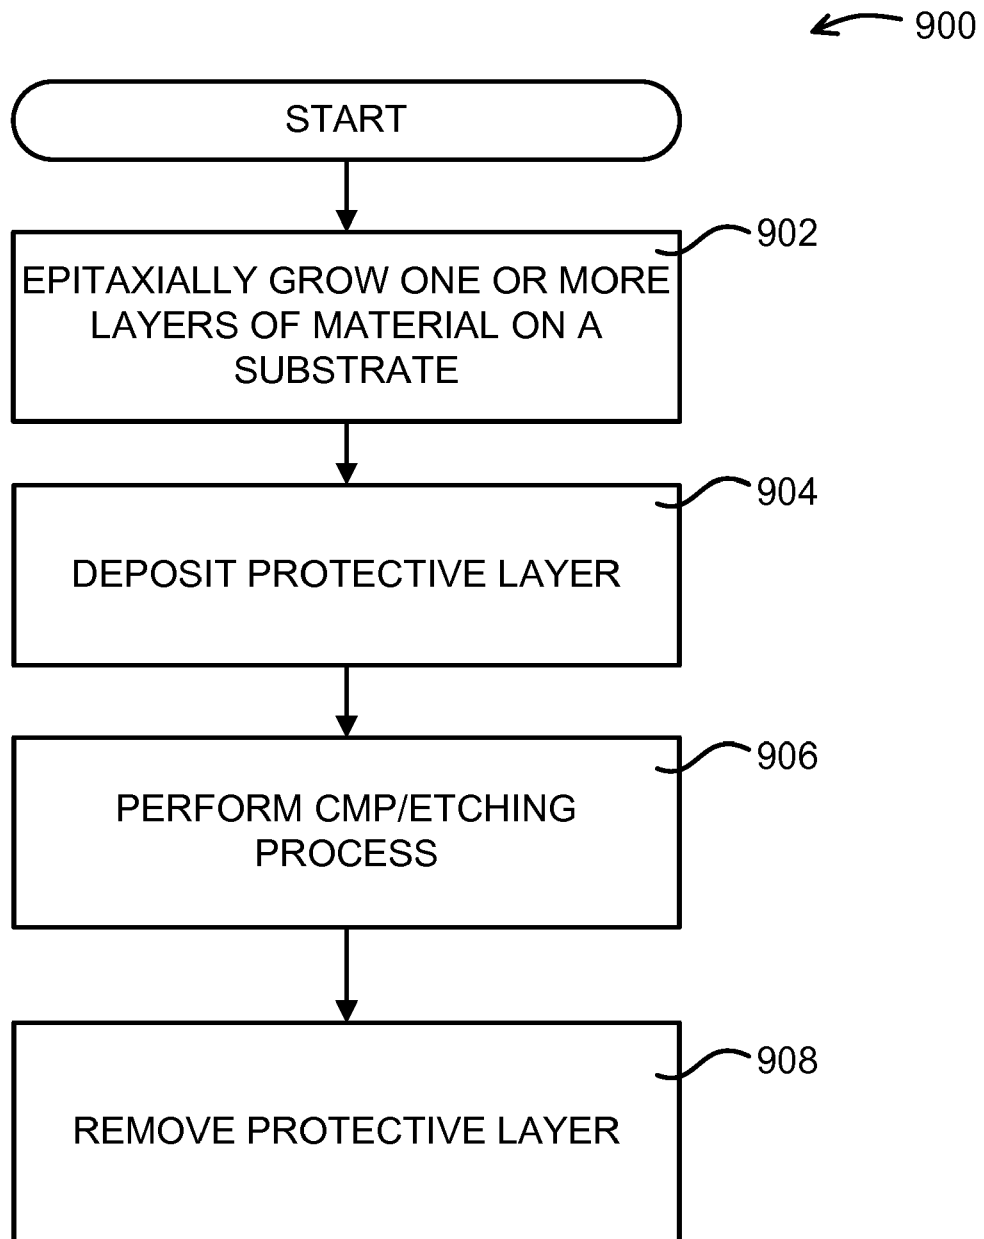 900
START
902
EPITAXIALLY GROW ONE OR MORE
LAYERS OF MATERIAL ON A
SUBSTRATE
904
DEPOSIT PROTECTIVE LAYER
906
PERFORM CMP/ETCHING
PROCESS
908
REMOVE PROTECTIVE LAYER